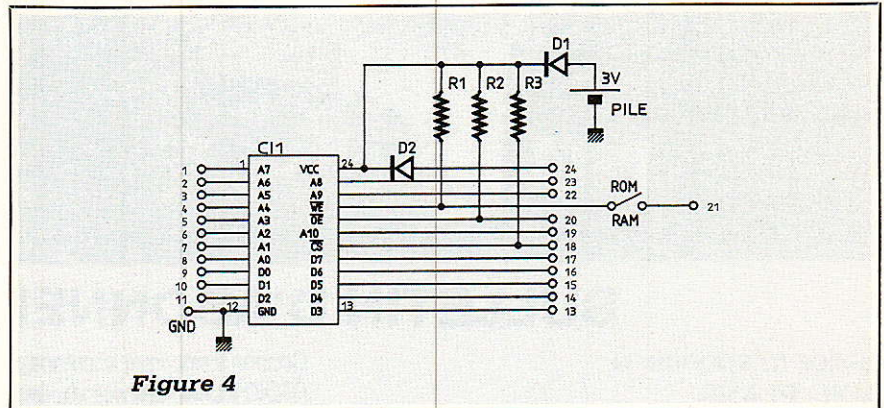 D1
R1 R2 R3
3V
PILE
CI1
D2
1 1 A7 VCC 24 24
2 A6 A8 23
3 A5 A9 22
4 A4 W̅E̅ ROM
RAM 21
5 A3 O̅E̅ 20
6 A2 A10 19
7 A1 C̅S̅ 18
8 A0 D7 17
9 D0 D6 16
10 D1 D5 15
11 D2 D4 14
12 GND D3 13 13
GND
Figure 4